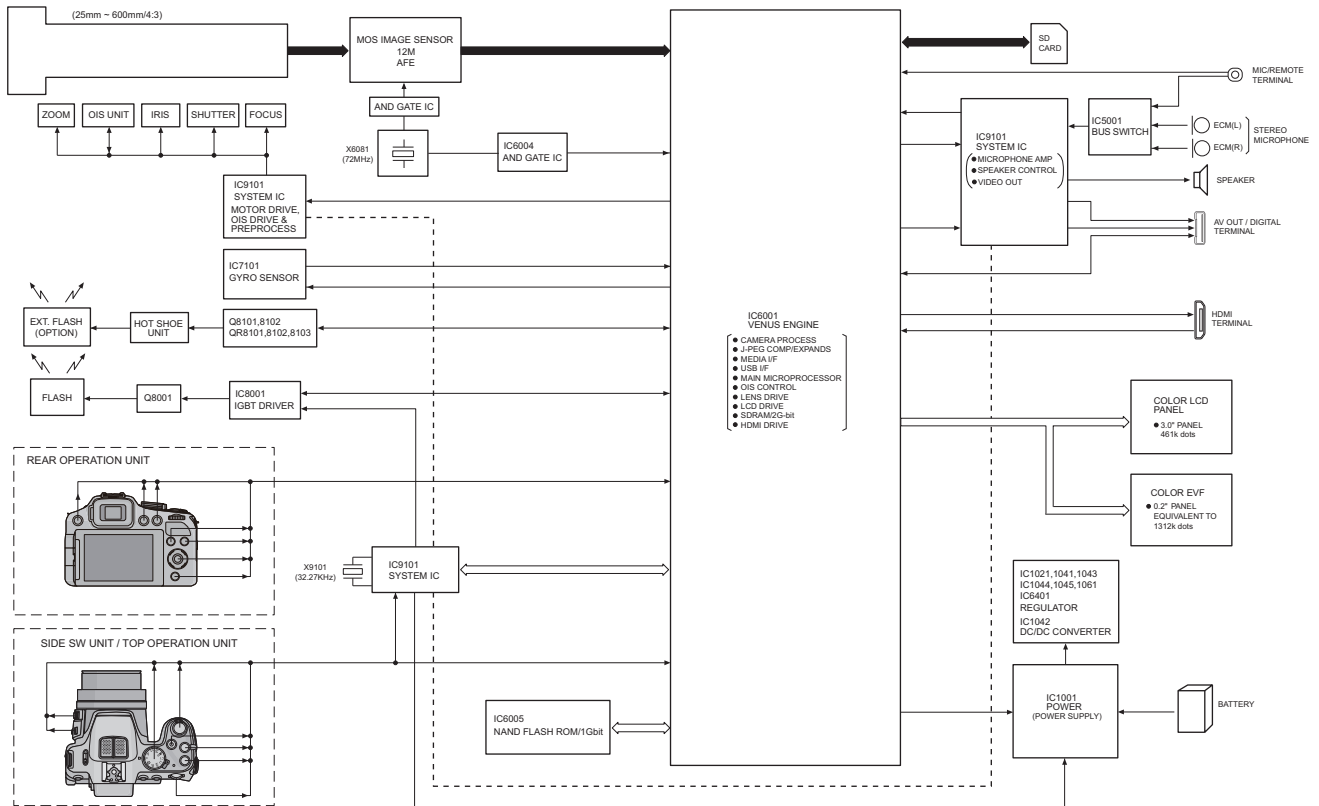 (25mm ~ 600mm/4:3)
MOS IMAGE SENSOR
12M
AFE
SD
CARD
MIC/REMOTE
TERMINAL
ZOOM
OIS UNIT
IRIS
SHUTTER
FOCUS
AND GATE IC
X6081
(72MHz)
IC6004
AND GATE IC
IC9101
SYSTEM IC
● MICROPHONE AMP
● SPEAKER CONTROL
● VIDEO OUT
IC5001
BUS SWITCH
ECM(L)
ECM(R)
STEREO
MICROPHONE
SPEAKER
IC9101
SYSTEM IC
MOTOR DRIVE,
OIS DRIVE &
PREPROCESS
AV OUT / DIGITAL
TERMINAL
IC7101
GYRO SENSOR
EXT. FLASH
(OPTION)
HOT SHOE
UNIT
Q8101,8102
QR8101,8102,8103
IC6001
VENUS ENGINE
● CAMERA PROCESS
● J-PEG COMP/EXPANDS
● MEDIA I/F
● USB I/F
● MAIN MICROPROCESSOR
● OIS CONTROL
● LENS DRIVE
● LCD DRIVE
● SDRAM/2G-bit
● HDMI DRIVE
HDMI
TERMINAL
FLASH
Q8001
IC8001
IGBT DRIVER
COLOR LCD
PANEL
● 3.0" PANEL
461k dots
REAR OPERATION UNIT
COLOR EVF
● 0.2" PANEL
EQUIVALENT TO
1312k dots
X9101
(32.27KHz)
IC9101
SYSTEM IC
IC1021,1041,1043
IC1044,1045,1061
IC6401
REGULATOR
IC1042
DC/DC CONVERTER
SIDE SW UNIT / TOP OPERATION UNIT
IC6005
NAND FLASH ROM/1Gbit
IC1001
POWER
(POWER SUPPLY)
BATTERY